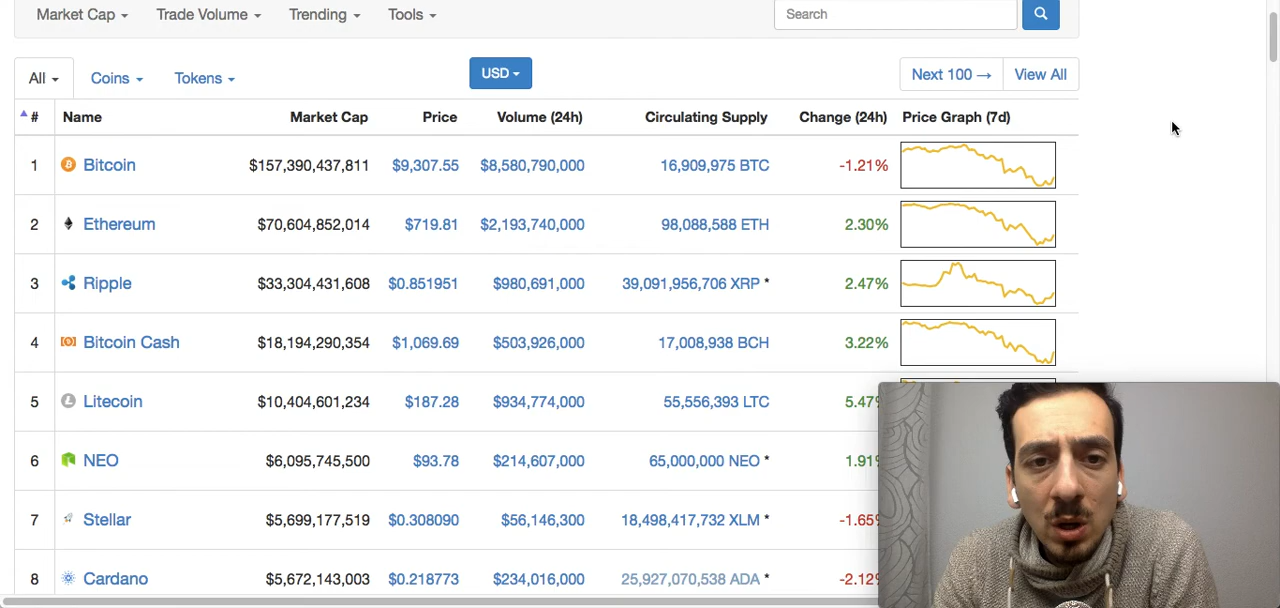 Market Cap Trade Volume Trending Tools Search
All Coins Tokens USD Next 100 → View All
# Name Market Cap Price Volume (24h) Circulating Supply Change (24h) Price Graph (7d)
1 Bitcoin $157,390,437,811 $9,307.55 $8,580,790,000 16,909,975 BTC -1.21%
2 Ethereum $70,604,852,014 $719.81 $2,193,740,000 98,088,588 ETH 2.30%
3 Ripple $33,304,431,608 $0.851951 $980,691,000 39,091,956,706 XRP * 2.47%
4 Bitcoin Cash $18,194,290,354 $1,069.69 $503,926,000 17,008,938 BCH 3.22%
5 Litecoin $10,404,601,234 $187.28 $934,774,000 55,556,393 LTC 5.47%
6 NEO $6,095,745,500 $93.78 $214,607,000 65,000,000 NEO * 1.91%
7 Stellar $5,699,177,519 $0.308090 $56,146,300 18,498,417,732 XLM * -1.65%
8 Cardano $5,672,143,003 $0.218773 $234,016,000 25,927,070,538 ADA * -2.12%